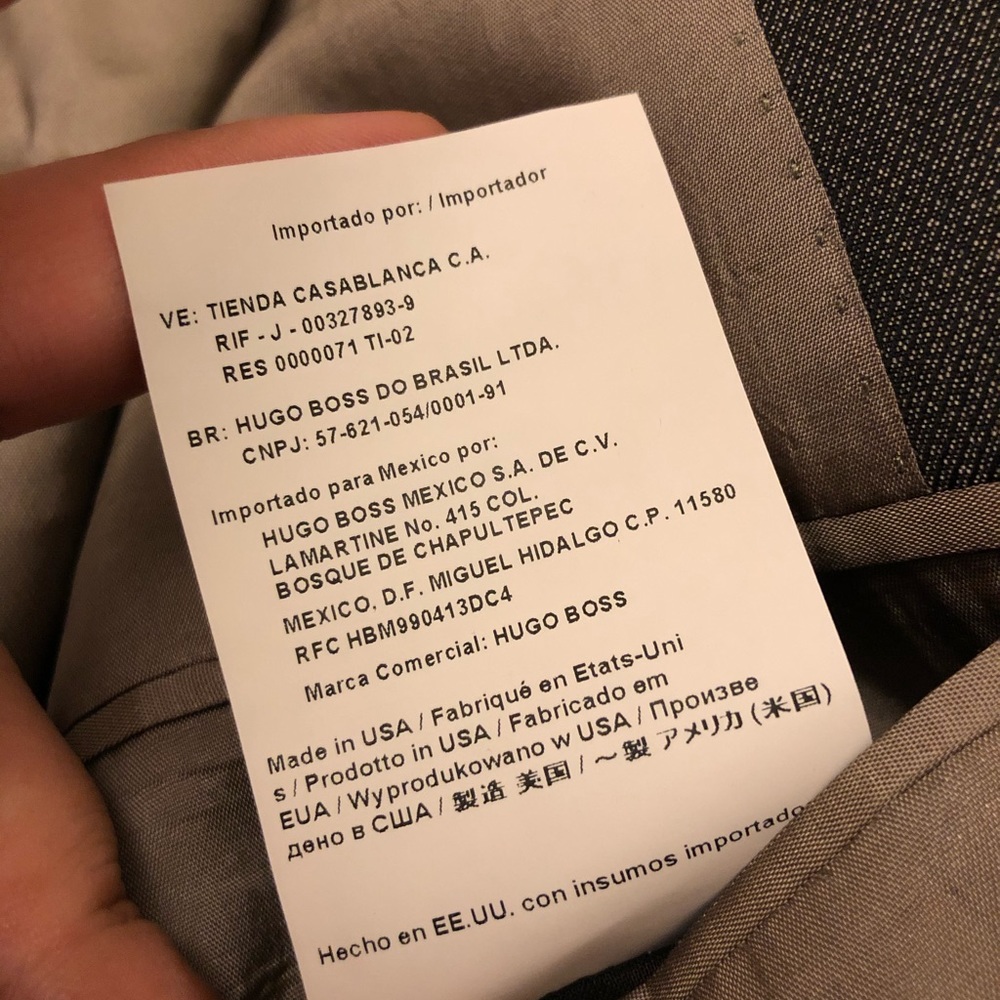 Importado por: / Importador
VE: TIENDA CASABLANCA C.A.
RIF - J - 00327893-9
RES 0000071 TI-02
BR: HUGO BOSS DO BRASIL LTDA.
CNPJ: 57-621-054/0001-91
Importado para Mexico por:
HUGO BOSS MEXICO S.A. DE C.V.
LAMARTINE No. 415 COL.
BOSQUE DE CHAPULTEPEC
MEXICO, D.F. MIGUEL HIDALGO C.P. 11580
RFC HBM990413DC4
Marca Comercial: HUGO BOSS
Made in USA / Fabriqué en Etats-Uni
s / Prodotto in USA / Fabricado em
EUA / Wyprodukowano w USA / Произве
дено в США / 製造 美国 / ～製 アメリカ (米国)
Hecho en EE.UU. con insumos importado